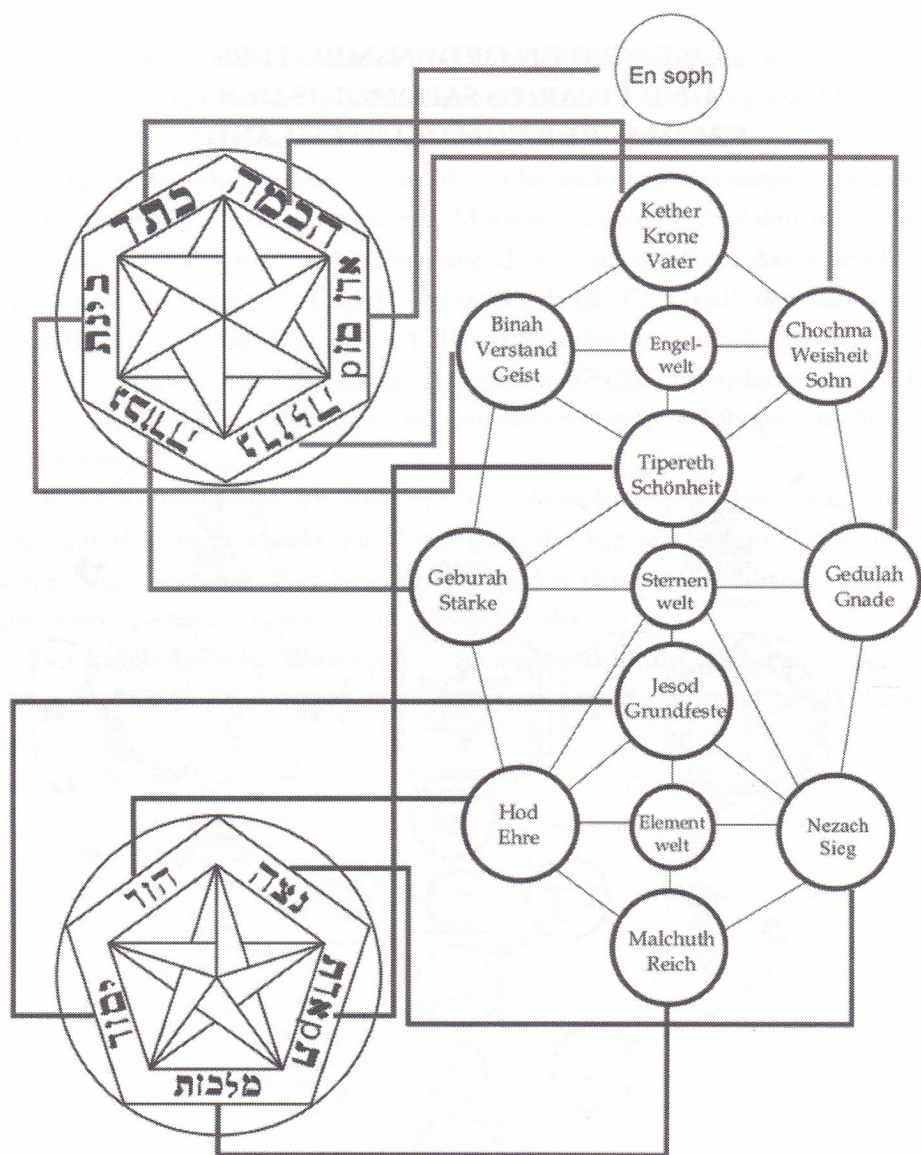 En soph
Kether
Krone
Vater
Binah
Verstand
Geist
Engel-
welt
Chochma
Weisheit
Sohn
Tipereth
Schönheit
Geburah
Stärke
Sternen
welt
Gedulah
Gnade
Jesod
Grundfeste
Hod
Ehre
Element
welt
Nezach
Sieg
Malchuth
Reich
כתר
הוד
נצה
יסוד
מלכות